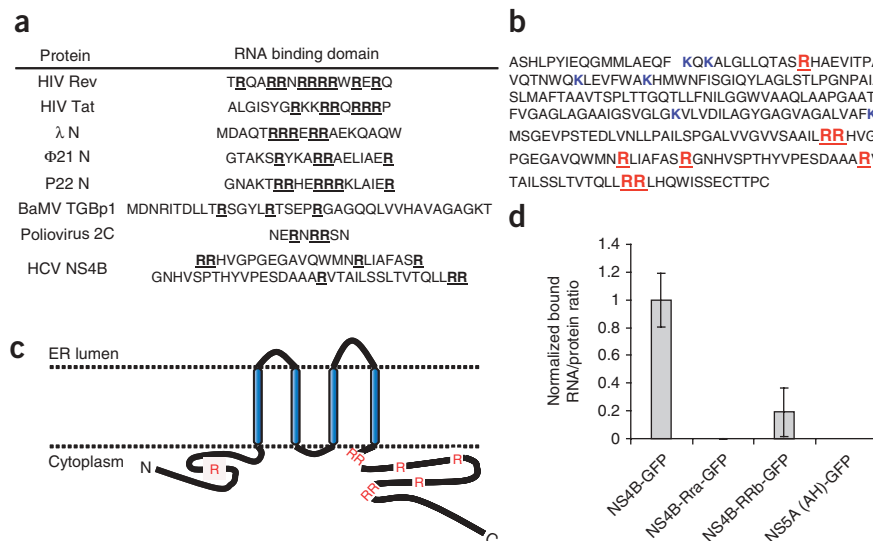 a
Protein RNA binding domain
HIV Rev TRQARRNRRRRWRERQ
HIV Tat ALGISYGRKKRRQRRRP
λ N MDAQTRRRERRAEKQAQW
Φ21 N GTAKSRYKARRAELIAER
P22 N GNAKTRRHERRRKLAIER
BaMV TGBp1 MDNRITDLLTRSGYLRTSEPRGAGQQLVVHAVAGAGKT
Poliovirus 2C NERNRRSN
HCV NS4B RRHVGPGEGAVQWMNRLIAFASR
GNHVSPTHYVPESDAAARVTAILSSLTVTQLLRR
b
ASHLPYIEQGMMLAEQF KQKALGLLQTASRHAEVITPA
VQTNWQKLEVFWAKHMWNFISGIQYLAGLSTLPGNPAIA
SLMAFTAAVTSPLTTGQTLLFNILGGWVAAQLAAPGAAT
FVGAGLAGAAIGSVGLGKVLVDILAGYGAGVAGALVAFK
MSGEVPSTEDLVNLLPAILSPGALVVGVVSAAILRRHVG
PGEGAVQWMNRLIAFASRGNHVSPTHYVPESDAAARV
TAILSSLTVTQLLRRLHQWISSECTTPC
c
ER lumen
Cytoplasm
N
R
RR
R
R
RR
R
C
d
Normalized bound
RNA/protein ratio
1.4
1.2
1
0.8
0.6
0.4
0.2
0
NS4B-GFP
NS4B-Rra-GFP
NS4B-RRb-GFP
NS5A (AH)-GFP